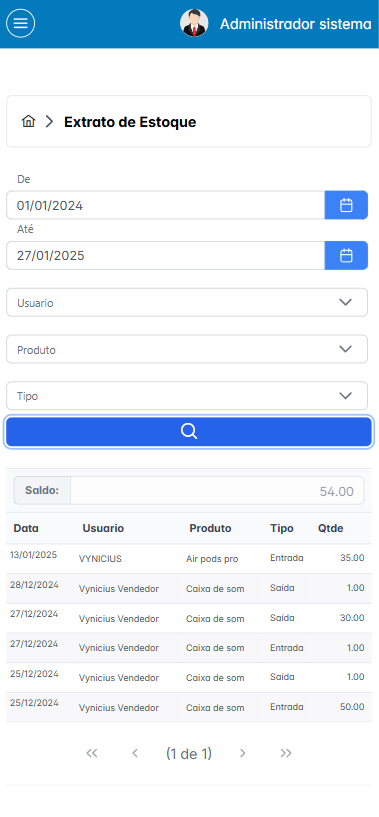 Administrador sistema
Extrato de Estoque
De
01/01/2024
Até
27/01/2025
Usuario
Produto
Tipo
Saldo: 54.00
Data Usuario Produto Tipo Qtde
13/01/2025 VYNICIUS Air pods pro Entrada 35.00
28/12/2024 Vynicius Vendedor Caixa de som Saída 1.00
27/12/2024 Vynicius Vendedor Caixa de som Saída 30.00
27/12/2024 Vynicius Vendedor Caixa de som Entrada 1.00
25/12/2024 Vynicius Vendedor Caixa de som Saída 1.00
25/12/2024 Vynicius Vendedor Caixa de som Entrada 50.00
(1 de 1)